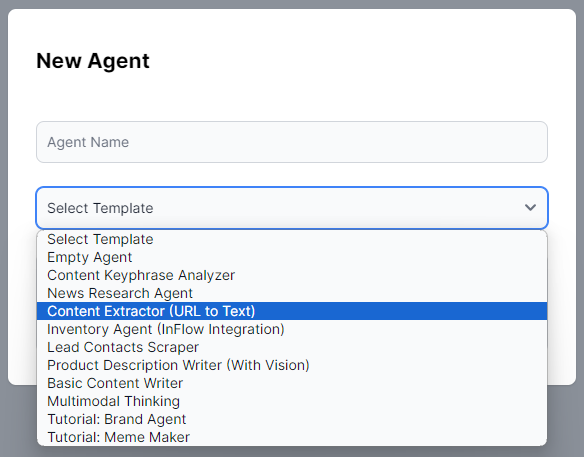 New Agent
Agent Name
Select Template
Select Template
Empty Agent
Content Keyphrase Analyzer
News Research Agent
Content Extractor (URL to Text)
Inventory Agent (InFlow Integration)
Lead Contacts Scraper
Product Description Writer (With Vision)
Basic Content Writer
Multimodal Thinking
Tutorial: Brand Agent
Tutorial: Meme Maker